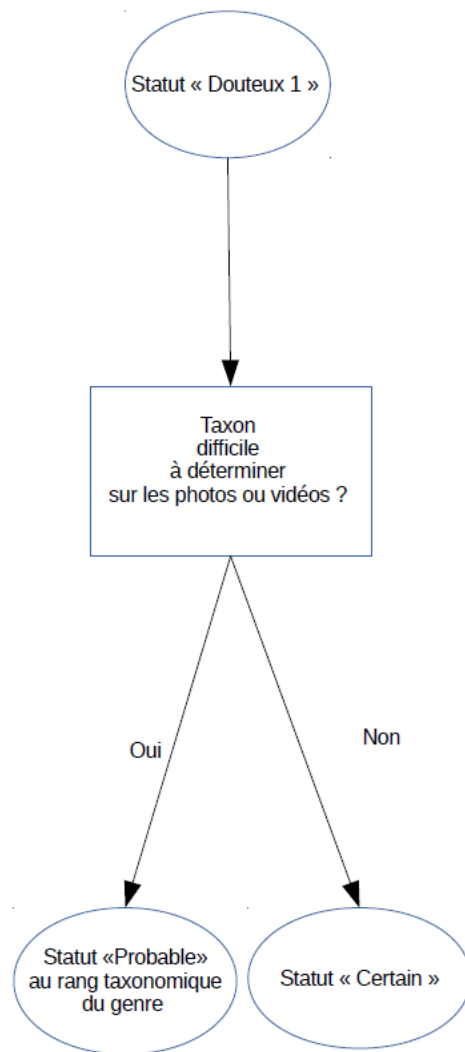 Statut « Douteux 1 »
Taxon
difficile
à déterminer
sur les photos ou vidéos ?
Oui
Non
Statut «Probable»
au rang taxonomique
du genre
Statut « Certain »